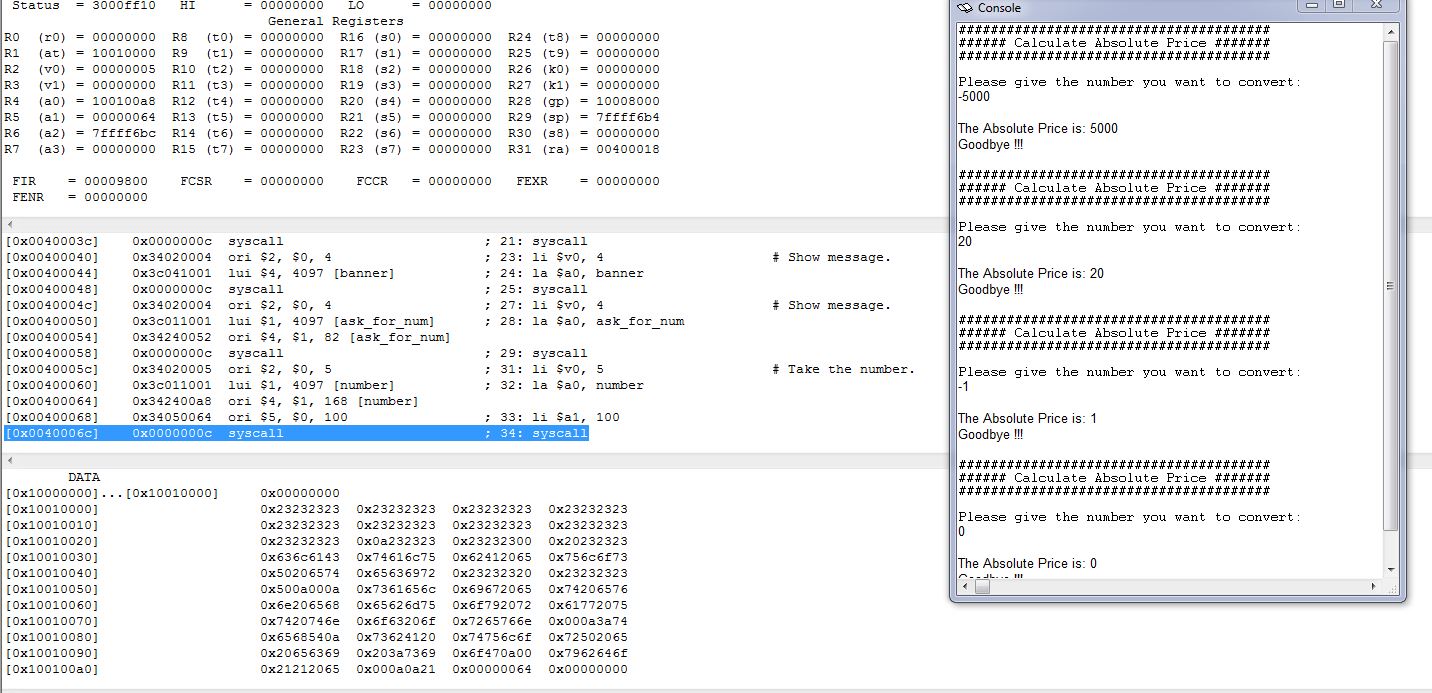 Status = 3000ff10 HI = 00000000 LO = 00000000
General Registers
R0 (r0) = 00000000 R8 (t0) = 00000000 R16 (s0) = 00000000 R24 (t8) = 00000000
R1 (at) = 10010000 R9 (t1) = 00000000 R17 (s1) = 00000000 R25 (t9) = 00000000
R2 (v0) = 00000005 R10 (t2) = 00000000 R18 (s2) = 00000000 R26 (k0) = 00000000
R3 (v1) = 00000000 R11 (t3) = 00000000 R19 (s3) = 00000000 R27 (k1) = 00000000
R4 (a0) = 100100a8 R12 (t4) = 00000000 R20 (s4) = 00000000 R28 (gp) = 10008000
R5 (a1) = 00000064 R13 (t5) = 00000000 R21 (s5) = 00000000 R29 (sp) = 7ffff6b4
R6 (a2) = 7ffff6bc R14 (t6) = 00000000 R22 (s6) = 00000000 R30 (s8) = 00000000
R7 (a3) = 00000000 R15 (t7) = 00000000 R23 (s7) = 00000000 R31 (ra) = 00400018
FIR = 00009800 FCSR = 00000000 FCCR = 00000000 FEXR = 00000000
FENR = 00000000
[0x0040003c] 0x0000000c syscall ; 21: syscall
[0x00400040] 0x34020004 ori $2, $0, 4 ; 23: li $v0, 4 # Show message.
[0x00400044] 0x3c041001 lui $4, 4097 [banner] ; 24: la $a0, banner
[0x00400048] 0x0000000c syscall ; 25: syscall
[0x0040004c] 0x34020004 ori $2, $0, 4 ; 27: li $v0, 4 # Show message.
[0x00400050] 0x3c011001 lui $1, 4097 [ask_for_num] ; 28: la $a0, ask_for_num
[0x00400054] 0x34240052 ori $4, $1, 82 [ask_for_num]
[0x00400058] 0x0000000c syscall ; 29: syscall
[0x0040005c] 0x34020005 ori $2, $0, 5 ; 31: li $v0, 5 # Take the number.
[0x00400060] 0x3c011001 lui $1, 4097 [number] ; 32: la $a0, number
[0x00400064] 0x342400a8 ori $4, $1, 168 [number]
[0x00400068] 0x34050064 ori $5, $0, 100 ; 33: li $a1, 100
[0x0040006c] 0x0000000c syscall ; 34: syscall
DATA
[0x10000000]...[0x10010000] 0x00000000
[0x10010000] 0x23232323 0x23232323 0x23232323 0x23232323
[0x10010010] 0x23232323 0x23232323 0x23232323 0x23232323
[0x10010020] 0x23232323 0x0a232323 0x23232300 0x20232323
[0x10010030] 0x636c6143 0x74616c75 0x62412065 0x756c6f73
[0x10010040] 0x50206574 0x65636972 0x23232320 0x23232323
[0x10010050] 0x500a000a 0x7361656c 0x69672065 0x74206576
[0x10010060] 0x6e206568 0x65626d75 0x6f792072 0x61772075
[0x10010070] 0x7420746e 0x6f63206f 0x7265766e 0x000a3a74
[0x10010080] 0x6568540a 0x73624120 0x74756c6f 0x72502065
[0x10010090] 0x20656369 0x203a7369 0x6f470a00 0x7962646f
[0x100100a0] 0x21212065 0x000a0a21 0x00000064 0x00000000
Console
#######################################
###### Calculate Absolute Price #######
#######################################
Please give the number you want to convert:
-5000
The Absolute Price is: 5000
Goodbye !!!
#######################################
###### Calculate Absolute Price #######
#######################################
Please give the number you want to convert:
20
The Absolute Price is: 20
Goodbye !!!
#######################################
###### Calculate Absolute Price #######
#######################################
Please give the number you want to convert:
-1
The Absolute Price is: 1
Goodbye !!!
#######################################
###### Calculate Absolute Price #######
#######################################
Please give the number you want to convert:
0
The Absolute Price is: 0
Goodbye !!!